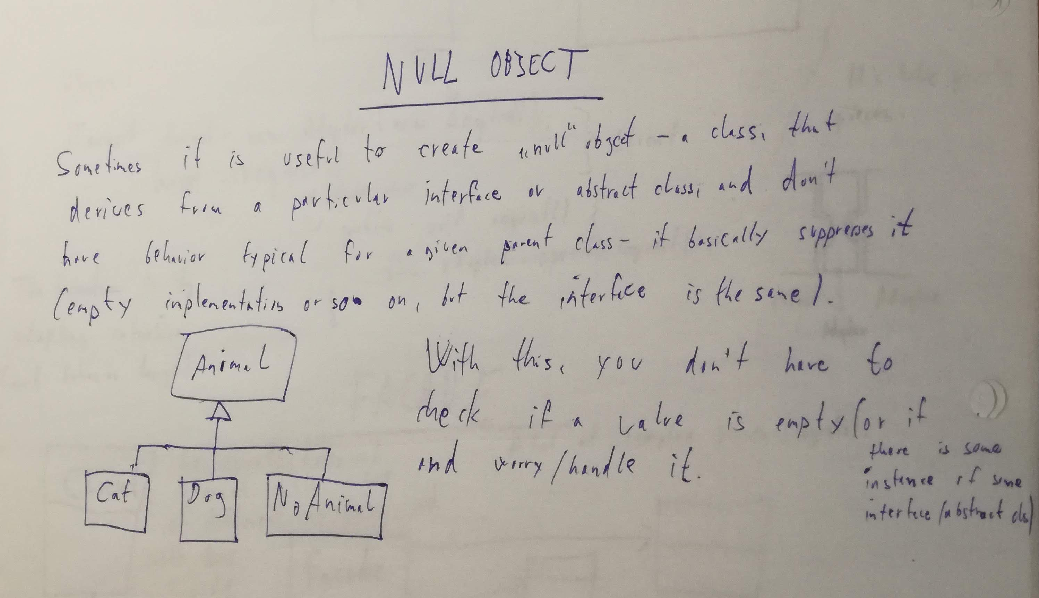 NULL OBJECT
Sometimes it is useful to create „null" object - a class, that
derives from a particular interface or abstract class, and don't
have behavior typical for a given parent class - it basically suppresses it
(empty implementation or so on, but the interface is the same).
Animal
Cat
Dog
No Animal
With this, you don't have to
check if a value is empty (or if
there is some
instance of some
interface/abstract cls)
and worry/handle it.